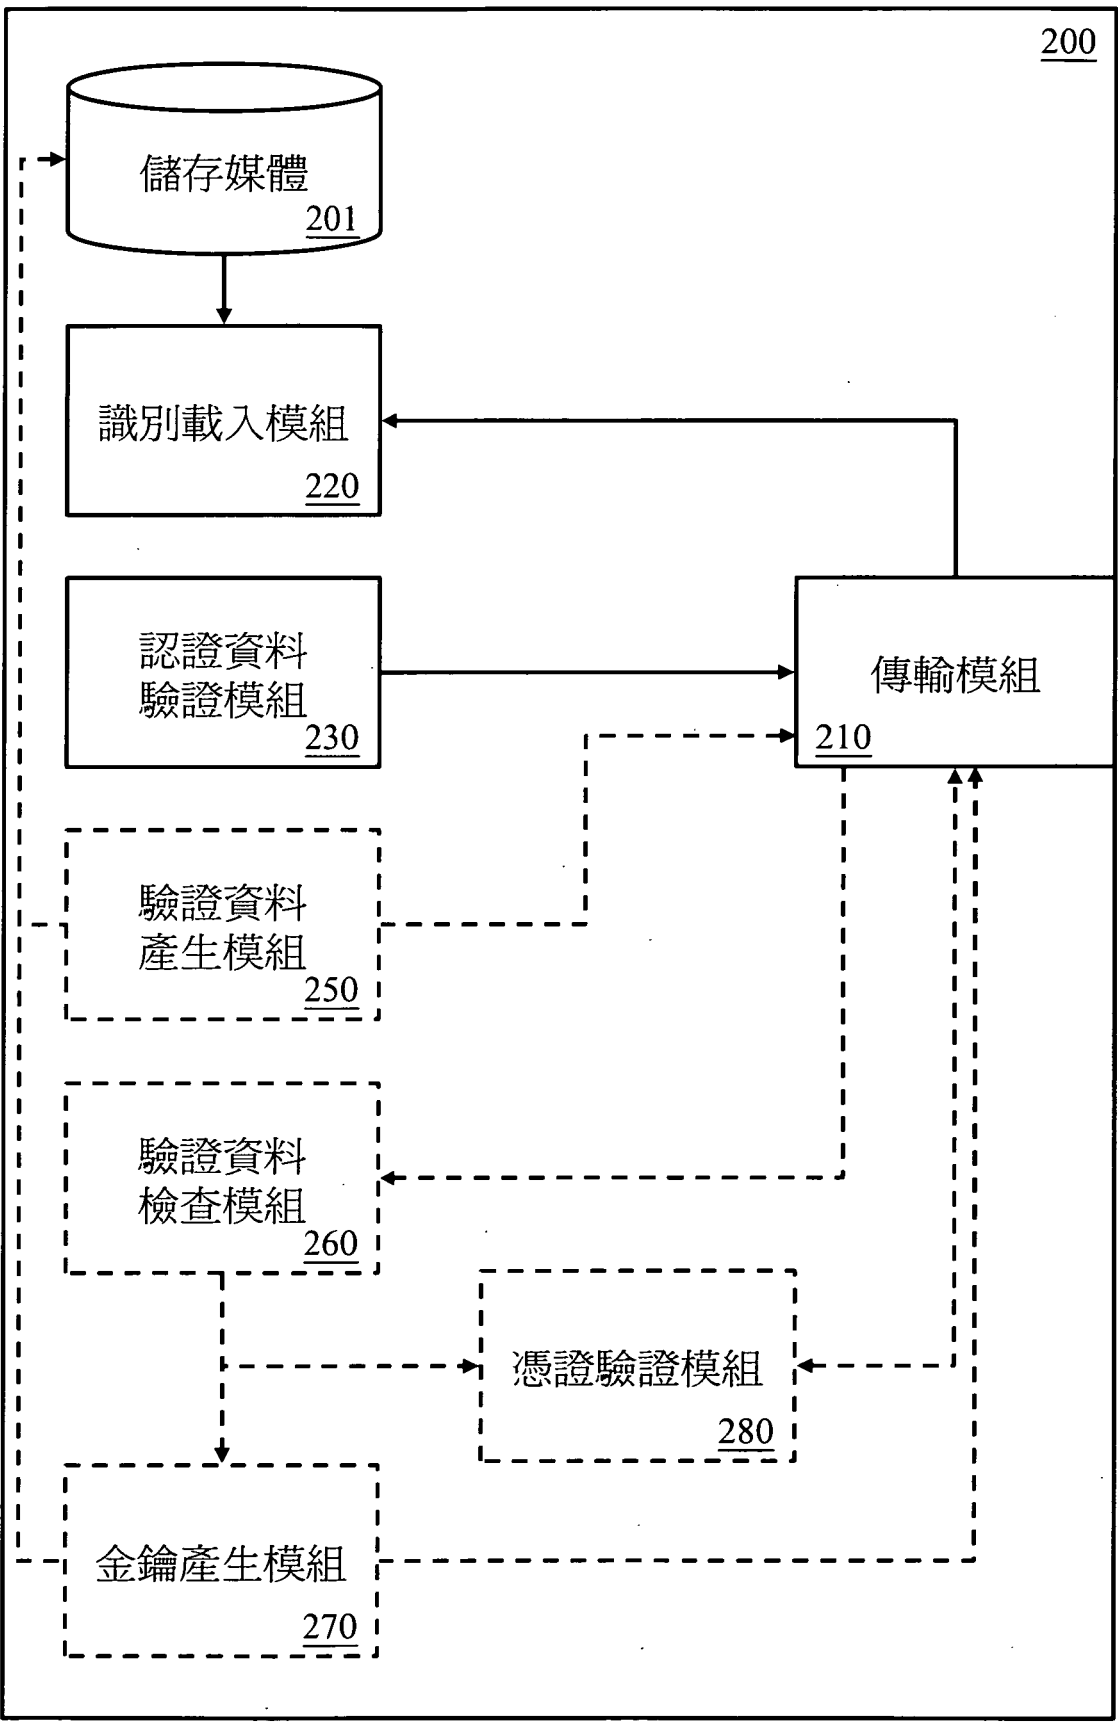 200
儲存媒體
201
識別載入模組
220
認證資料
驗證模組
230
傳輸模組
210
驗證資料
產生模組
250
驗證資料
檢查模組
260
憑證驗證模組
280
金鑰產生模組
270